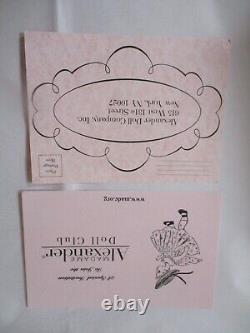 Alexander Doll Company, Inc.
615 West 131st Street
New York, NY 10027
Place
Postage
Here
A Special Invitation
To Join the
MADAME
Alexander®
Doll Club
www.madc.org